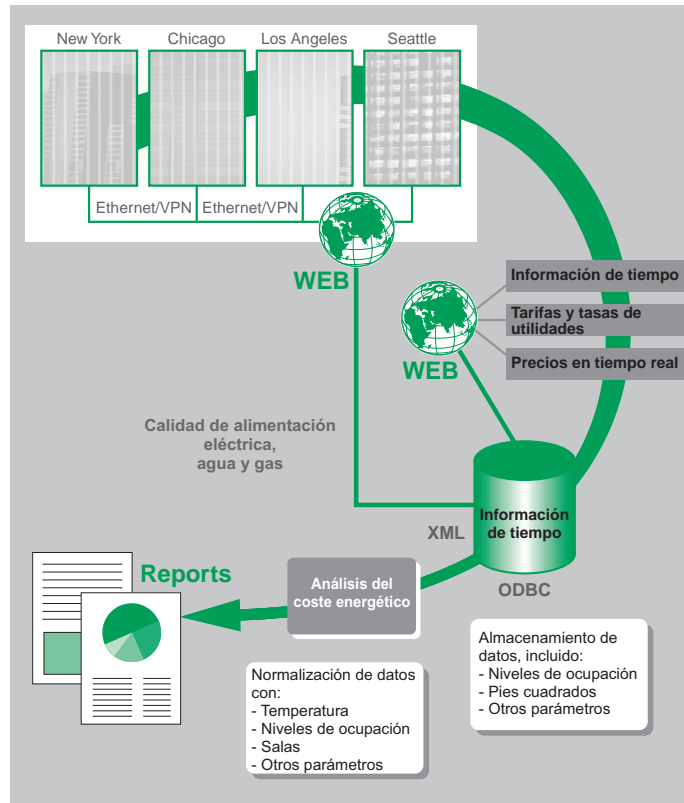 New York
Chicago
Los Angeles
Seattle
Ethernet/VPN
Ethernet/VPN
WEB
Información de tiempo
Tarifas y tasas de
utilidades
Precios en tiempo real
WEB
Calidad de alimentación
eléctrica,
agua y gas
Información
de tiempo
XML
ODBC
Reports
Análisis del
coste energético
Almacenamiento de
datos, incluido:
- Niveles de ocupación
- Pies cuadrados
- Otros parámetros
Normalización de datos
con:
- Temperatura
- Niveles de ocupación
- Salas
- Otros parámetros